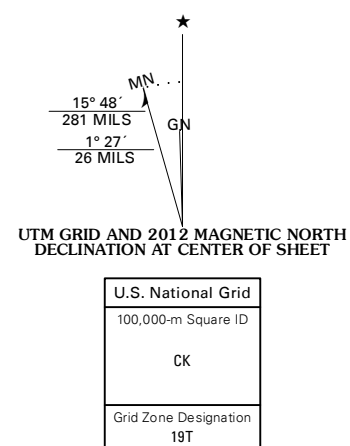 ★
MN
GN
15° 48´
281 MILS
1° 27´
26 MILS
UTM GRID AND 2012 MAGNETIC NORTH
DECLINATION AT CENTER OF SHEET
U.S. National Grid
100,000-m Square ID
CK
Grid Zone Designation
19T